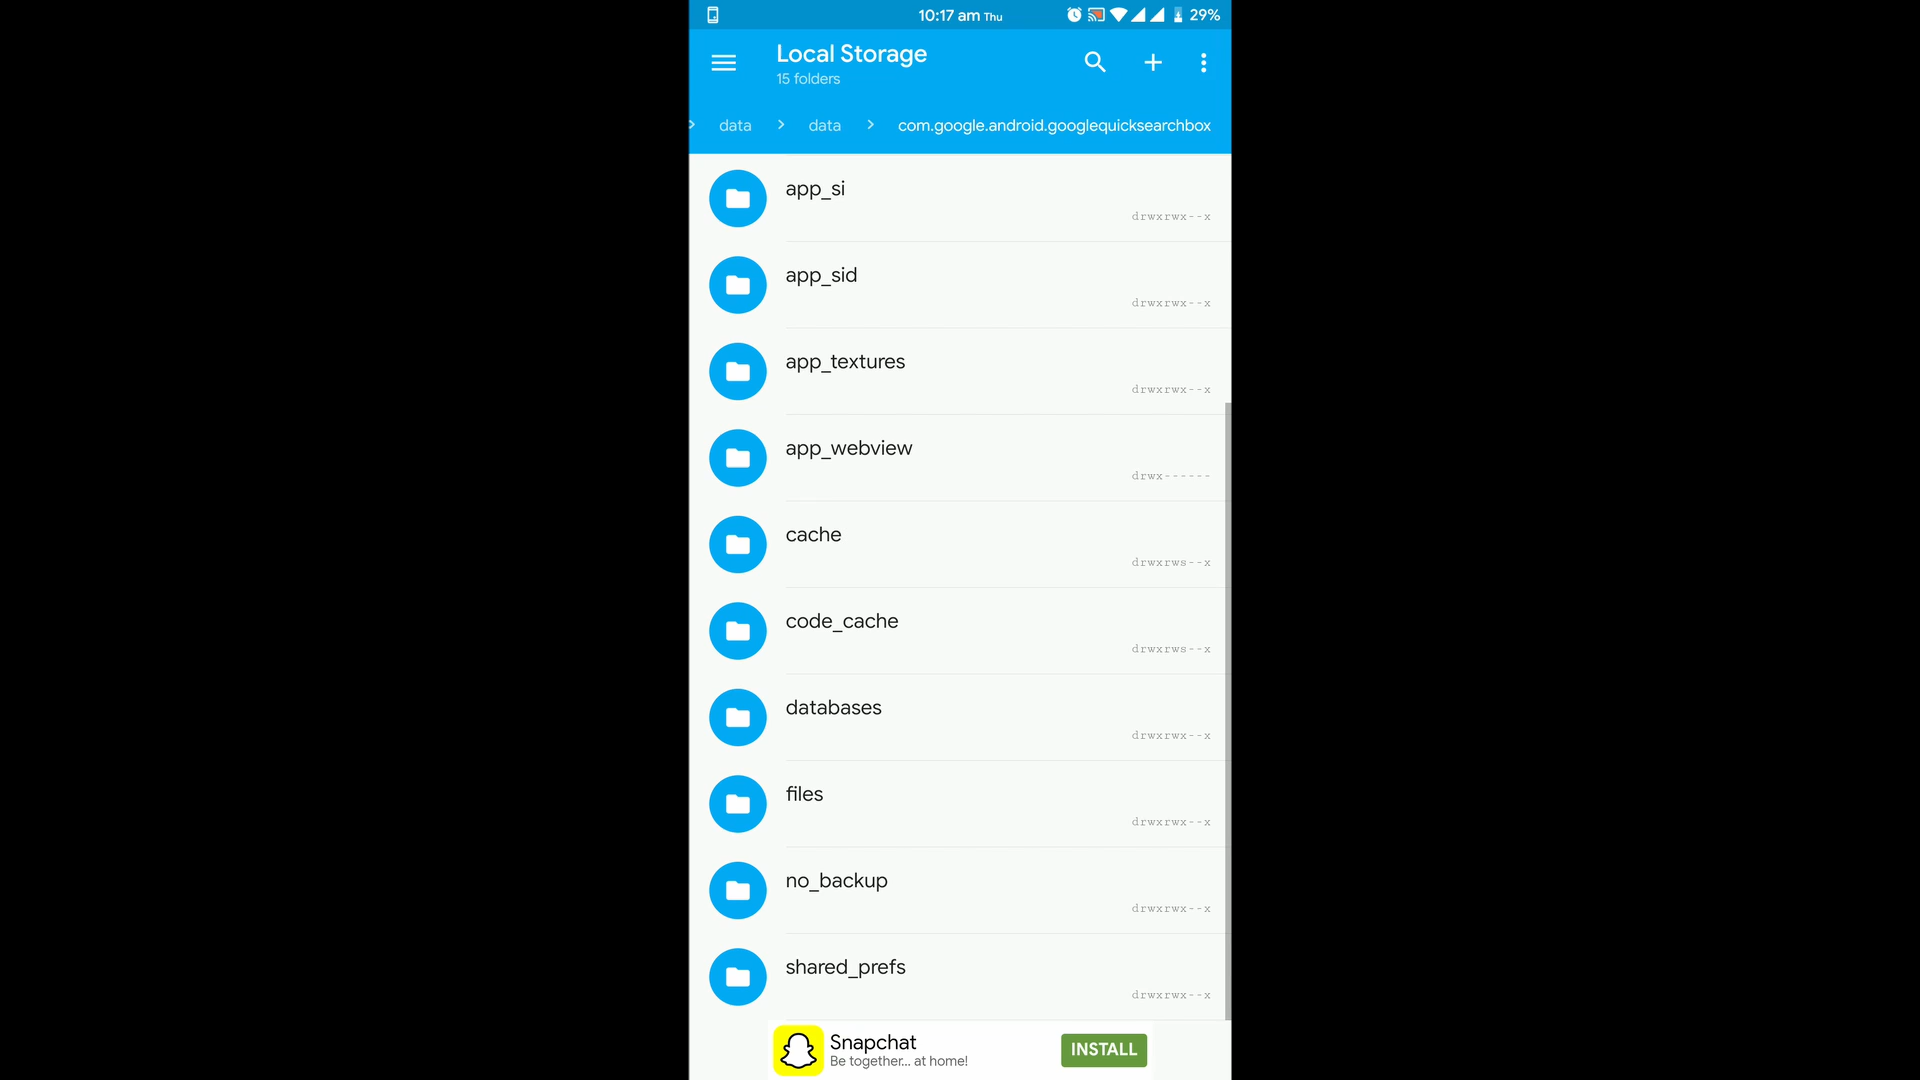 10:17 am Thu
29%
Local Storage
15 folders
data
data
com.google.android.googlequicksearchbox
app_si
drwxrwx--x
app_sid
drwxrwx--x
app_textures
drwxrwx--x
app_webview
drwx------
cache
drwxrws--x
code_cache
drwxrws--x
databases
drwxrwx--x
files
drwxrwx--x
no_backup
drwxrwx--x
shared_prefs
drwxrwx--x
Snapchat
Be together... at home!
INSTALL